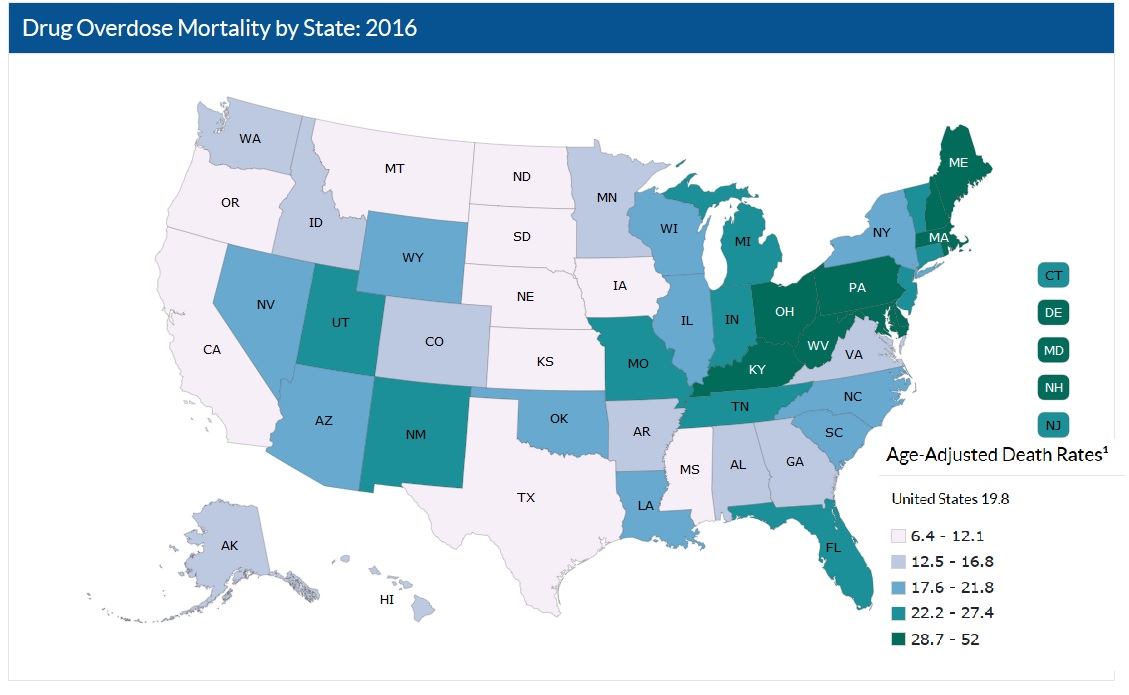 Drug Overdose Mortality by State: 2016
WA
MT
ND
MN
ME
OR
ID
SD
WI
MI
NY
MA
WY
IA
NE
PA
CT
NV
UT
IL
IN
OH
DE
CA
CO
KS
MO
WV
VA
MD
KY
NH
AZ
NM
OK
AR
TN
NC
NJ
SC
MS
AL
GA
Age-Adjusted Death Rates¹
TX
LA
United States 19.8
AK
FL
6.4 - 12.1
12.5 - 16.8
HI
17.6 - 21.8
22.2 - 27.4
28.7 - 52